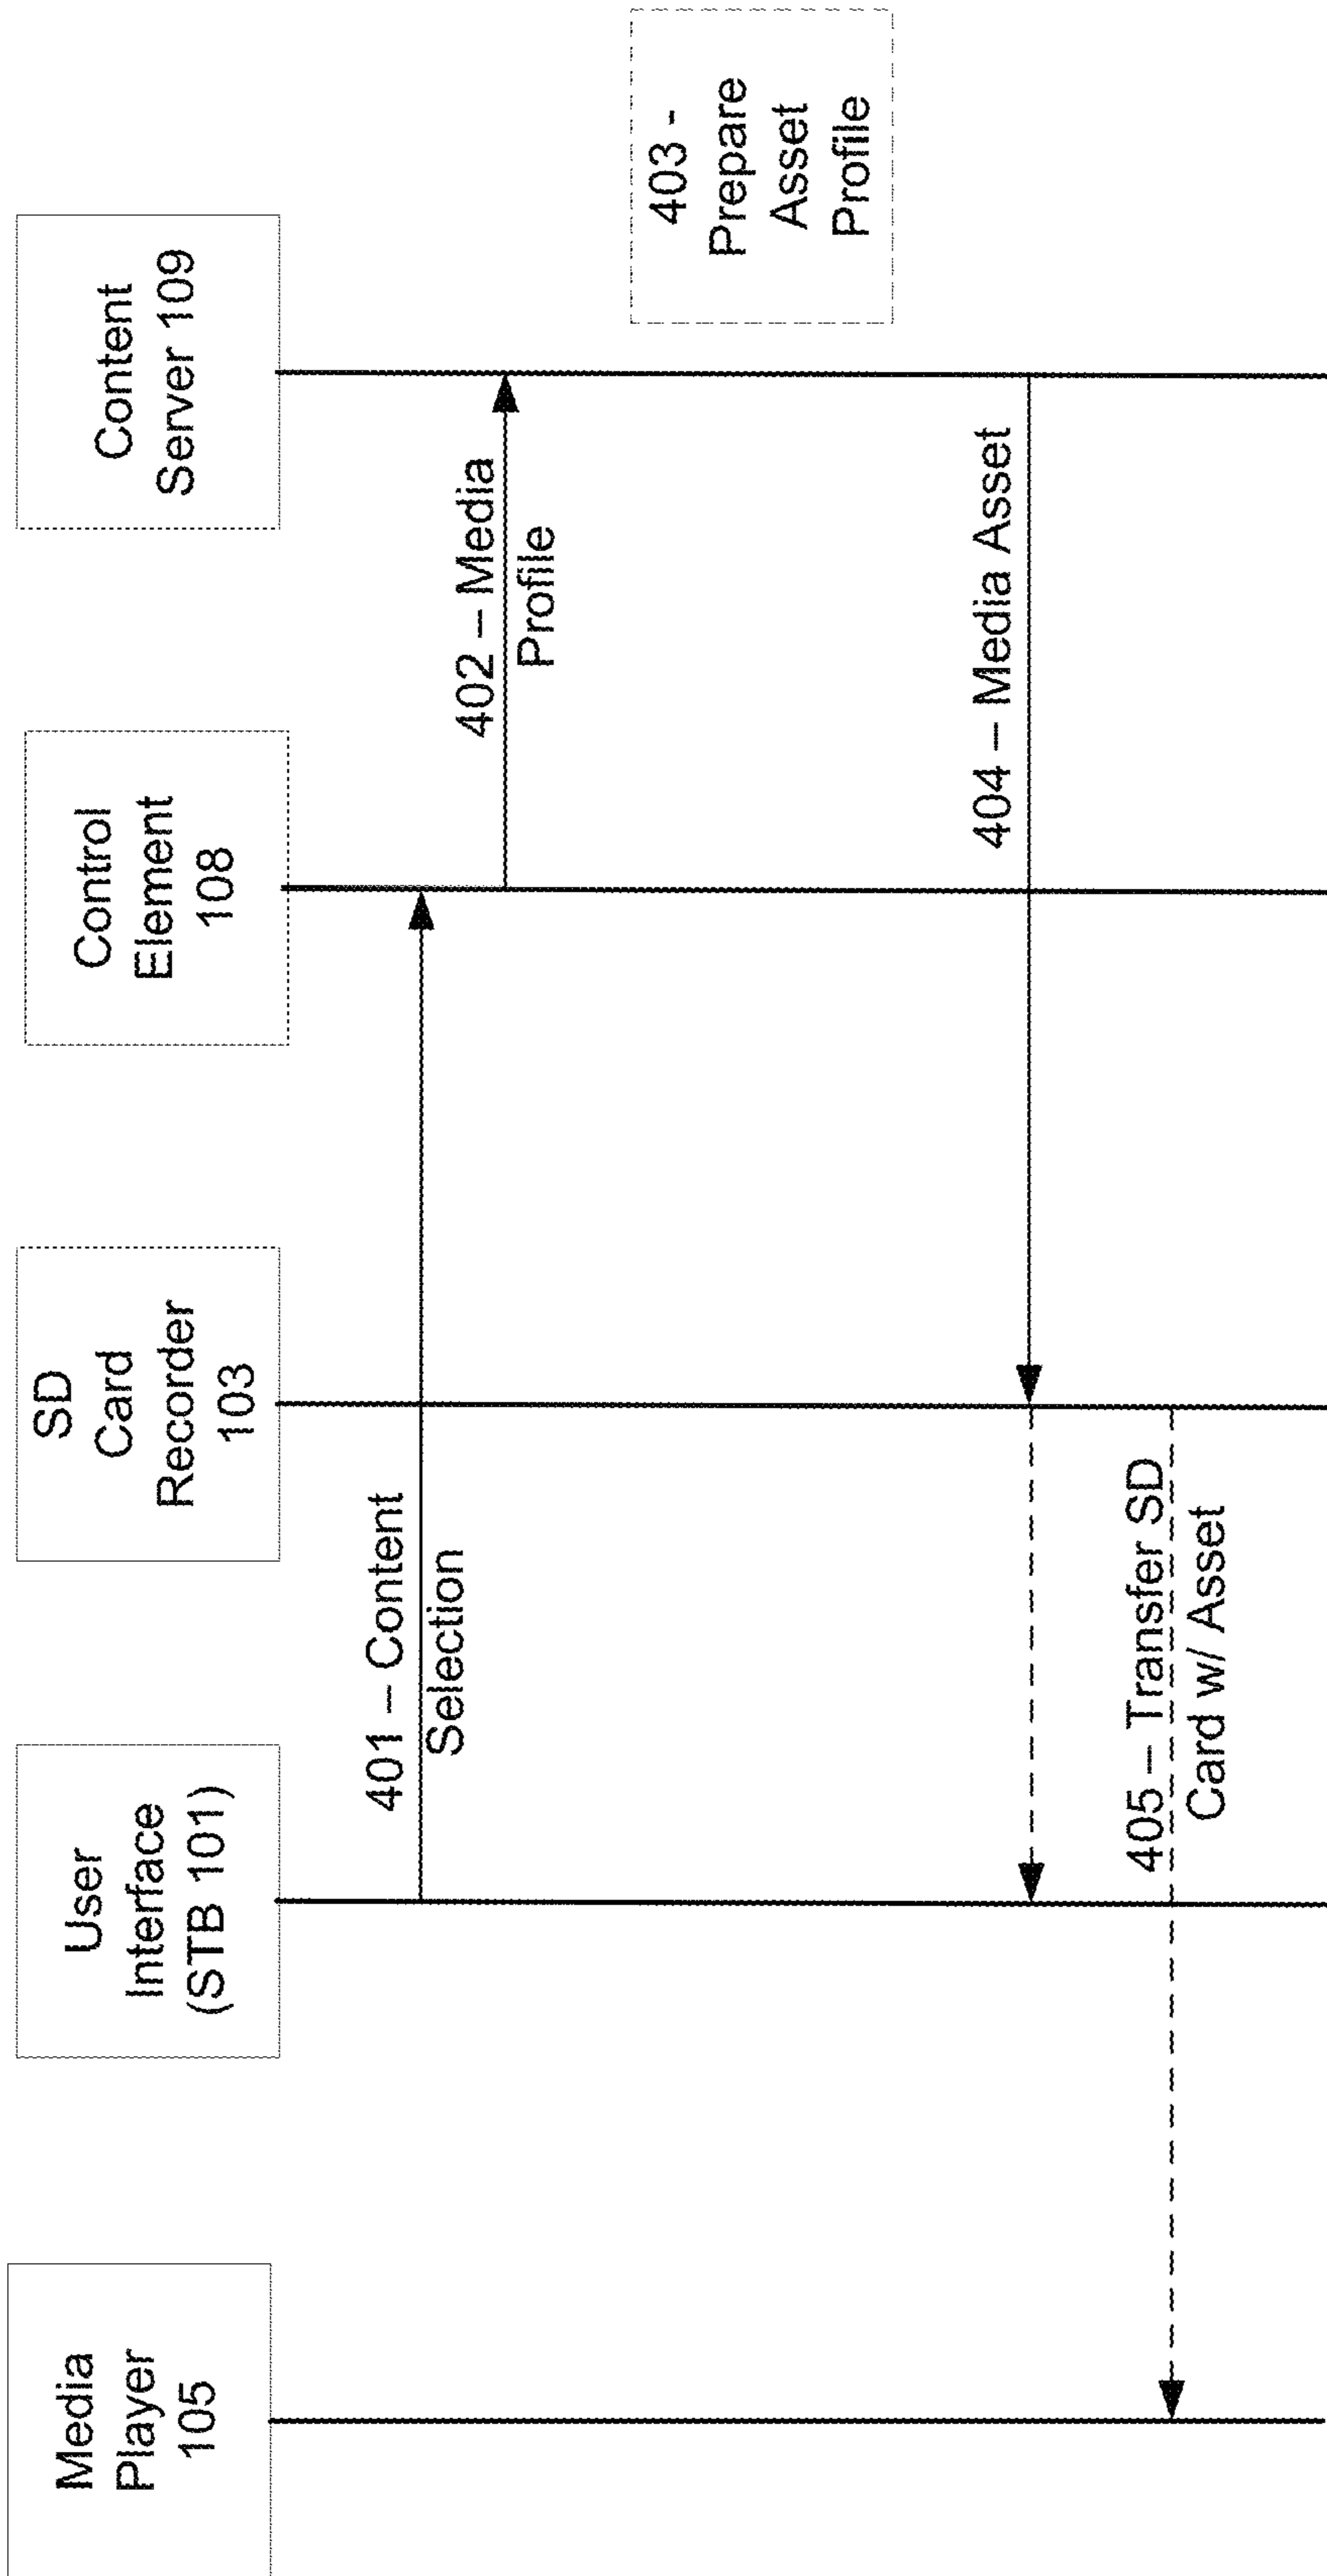 Media
Player
105
User
Interface
(STB 101)
SD
Card
Recorder
103
Control
Element
108
Content
Server 109
401 – Content
Selection
402 – Media
Profile
403 -
Prepare
Asset
Profile
404 – Media Asset
405 – Transfer SD
Card w/ Asset